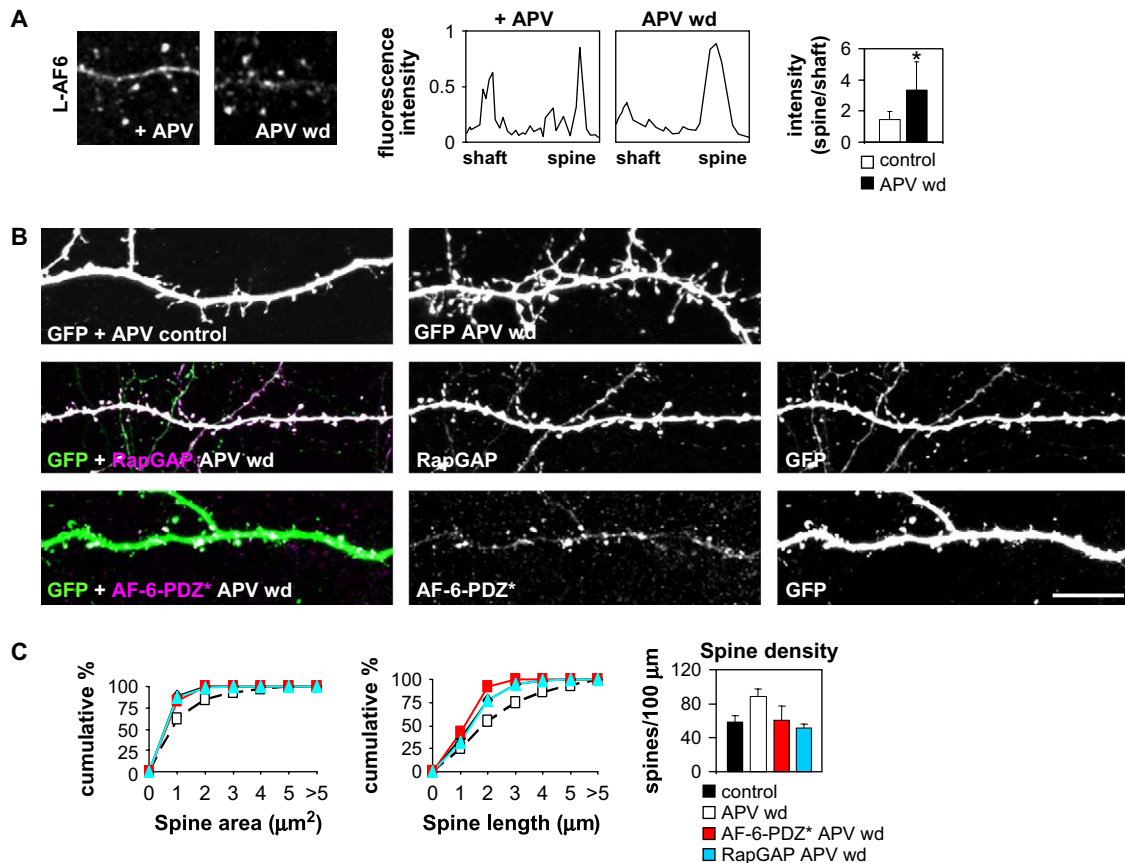 A
L-AF6
+ APV
APV wd
+ APV
APV wd
fluorescence
intensity
1
0.5
0
shaft
spine
shaft
spine
intensity
(spine/shaft)
6
4
2
0
*
control
APV wd
B
GFP + APV control
GFP APV wd
GFP + RapGAP APV wd
RapGAP
GFP
GFP + AF-6-PDZ* APV wd
AF-6-PDZ*
GFP
C
cumulative %
100
75
50
25
0
0 1 2 3 4 5 >5
Spine area (μm²)
cumulative %
100
75
50
25
0
0 1 2 3 4 5 >5
Spine length (μm)
Spine density
spines/100 μm
120
80
40
0
control
APV wd
AF-6-PDZ* APV wd
RapGAP APV wd